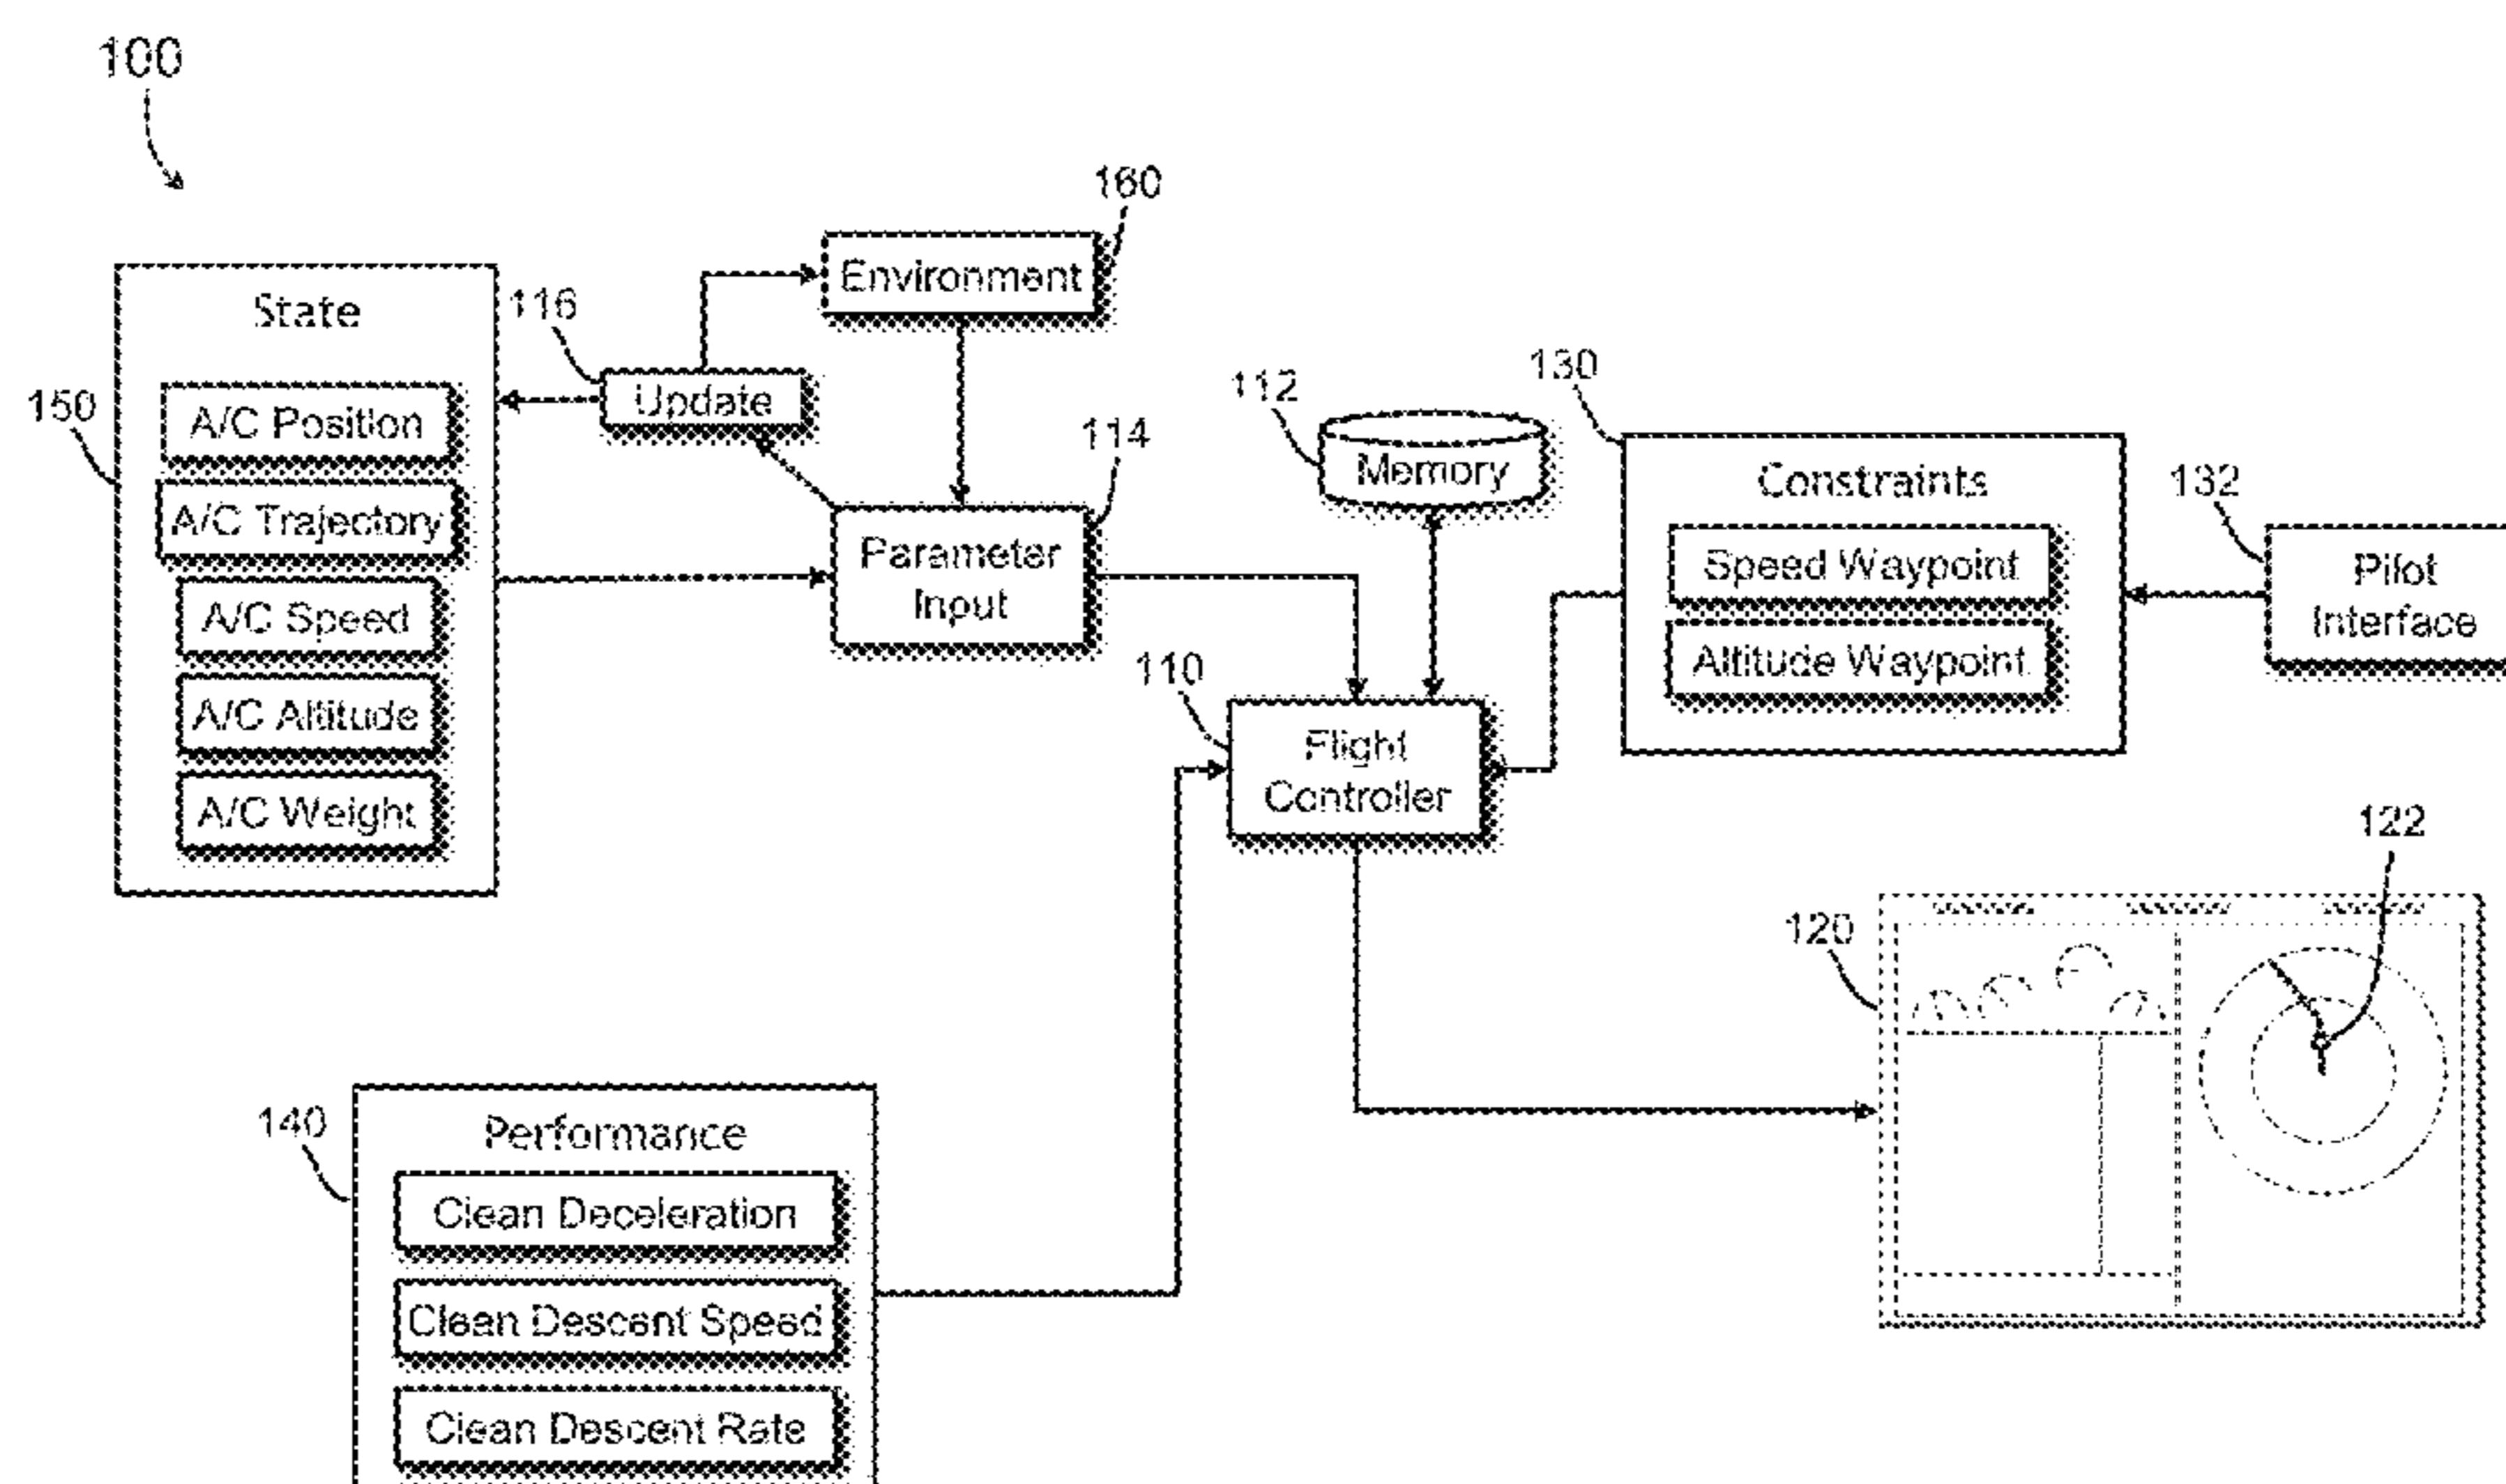 100
160
Environment
State
116
Update
150
A/C Position
A/C Trajectory
A/C Speed
A/C Altitude
A/C Weight
114
Parameter
Input
112
Memory
130
Constraints
Speed Waypoint
Altitude Waypoint
132
Pilot
Interface
110
Flight
Controller
122
120
140
Performance
Clean Deceleration
Clean Descent Speed
Clean Descent Rate